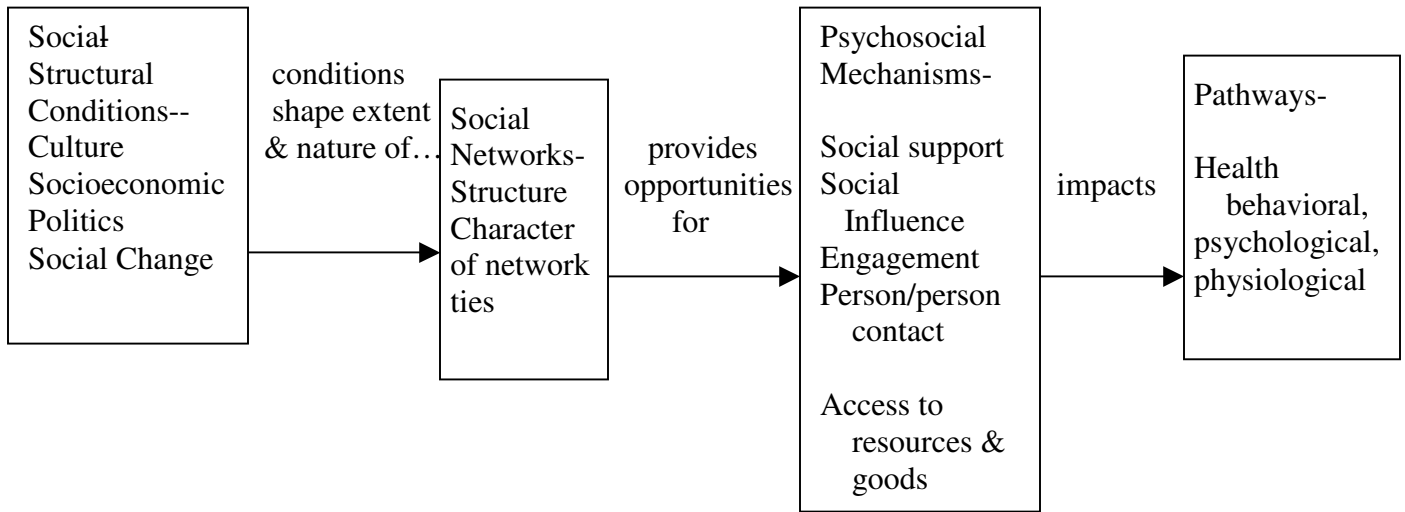 Social-
Structural
Conditions--
Culture
Socioeconomic
Politics
Social Change
conditions
shape extent
& nature of…
Social
Networks-
Structure
Character
of network
ties
provides
opportunities
for
Psychosocial
Mechanisms-
Social support
Social
Influence
Engagement
Person/person
contact
Access to
resources &
goods
impacts
Pathways-
Health
behavioral,
psychological,
physiological